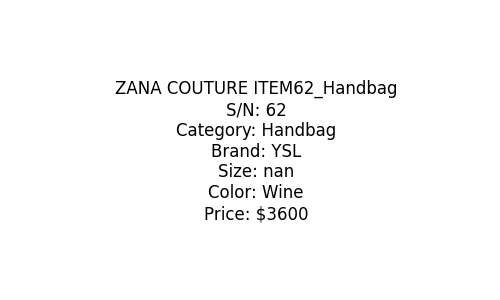 ZANA COUTURE ITEM62_Handbag
S/N: 62
Category: Handbag
Brand: YSL
Size: nan
Color: Wine
Price: $3600